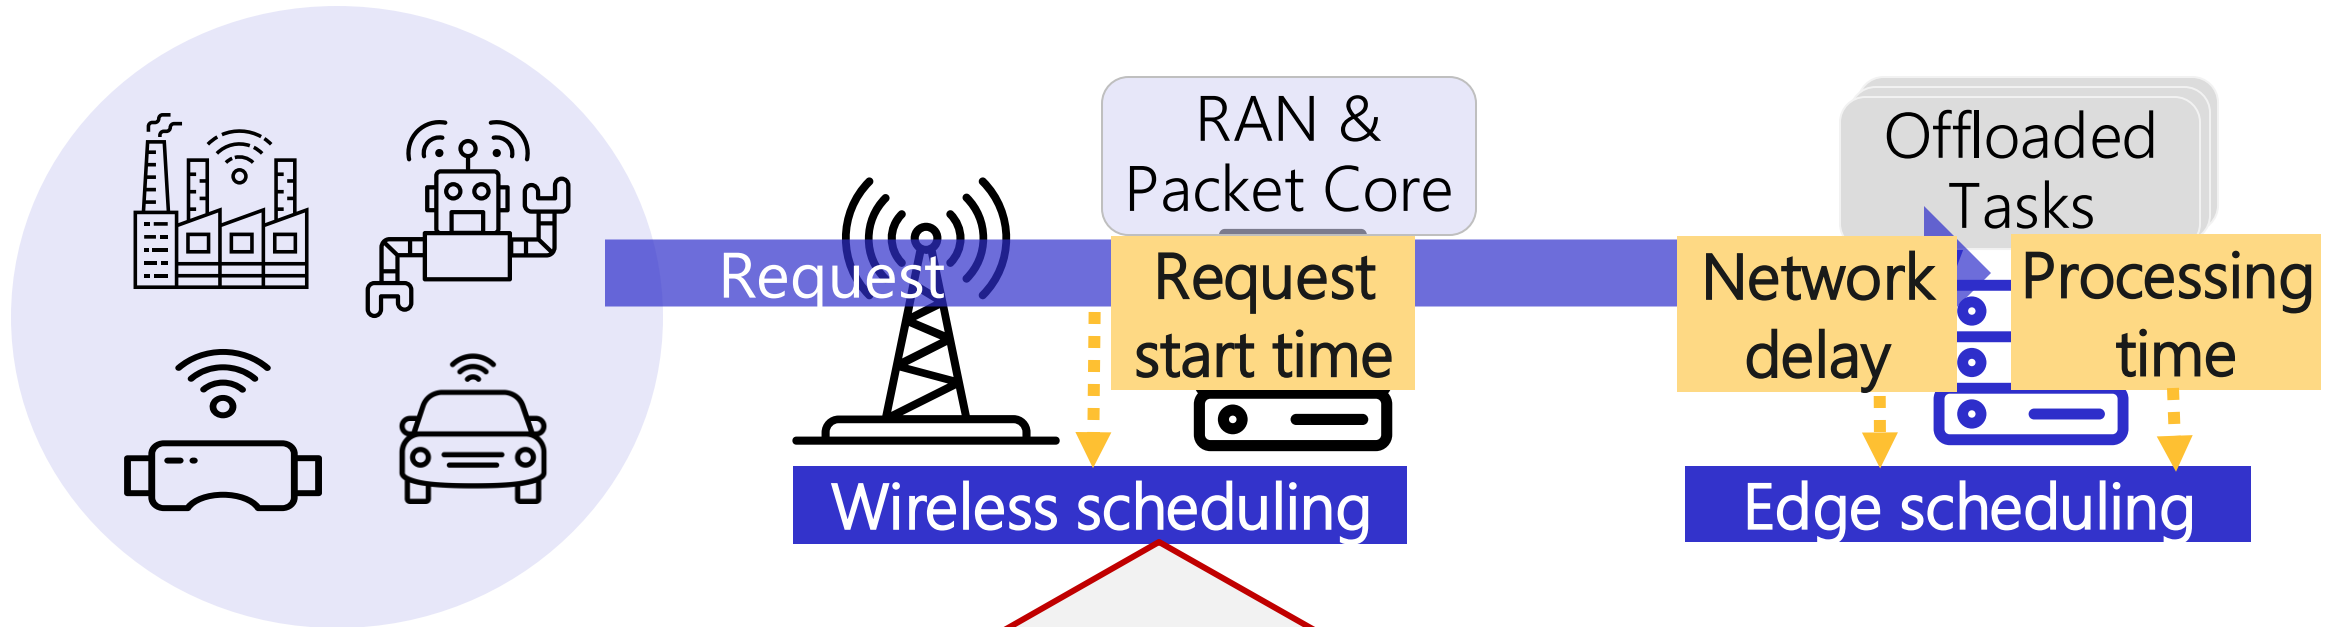 RAN &
Packet Core
Offloaded
Tasks
Request
Request
start time
Network
delay
Processing
time
Wireless scheduling
Edge scheduling